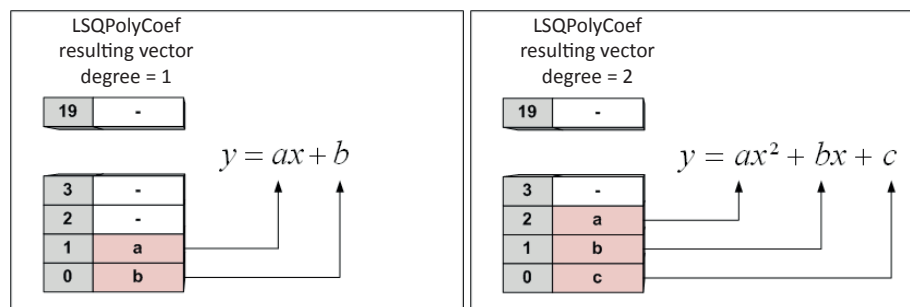 LSQPolyCoef
resulting vector
degree = 1
19 -
y = ax + b
3 -
2 -
1 a
0 b
LSQPolyCoef
resulting vector
degree = 2
19 -
y = ax² + bx + c
3 -
2 a
1 b
0 c